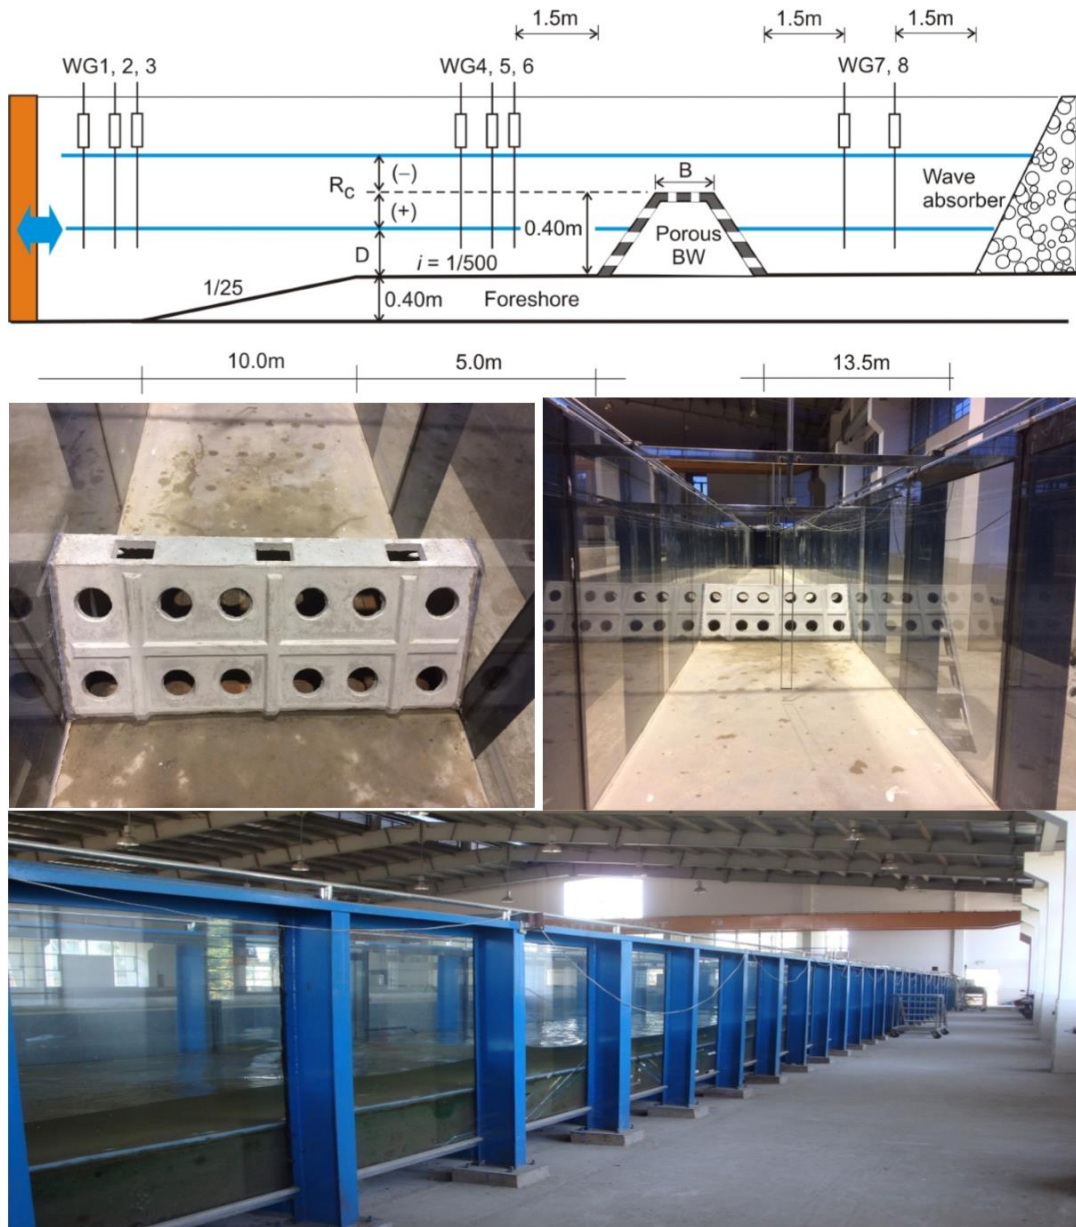 1.5m 1.5m 1.5m
WG1, 2, 3 WG4, 5, 6 WG7, 8
(−) B Wave
R_C absorber
(+)
0.40m Porous
D BW
i = 1/500
1/25 0.40m Foreshore
10.0m 5.0m 13.5m